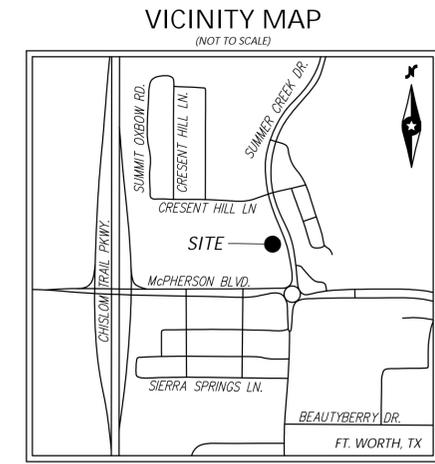 VICINITY MAP
(NOT TO SCALE)
N
SUMMIT OXBOW RD.
CRESENT HILL LN.
SUMMER CREEK DR.
CRESENT HILL LN
SITE
CHISLOM TRAIL PKWY.
McPHERSON BLVD.
SIERRA SPRINGS LN.
BEAUTYBERRY DR.
FT. WORTH, TX